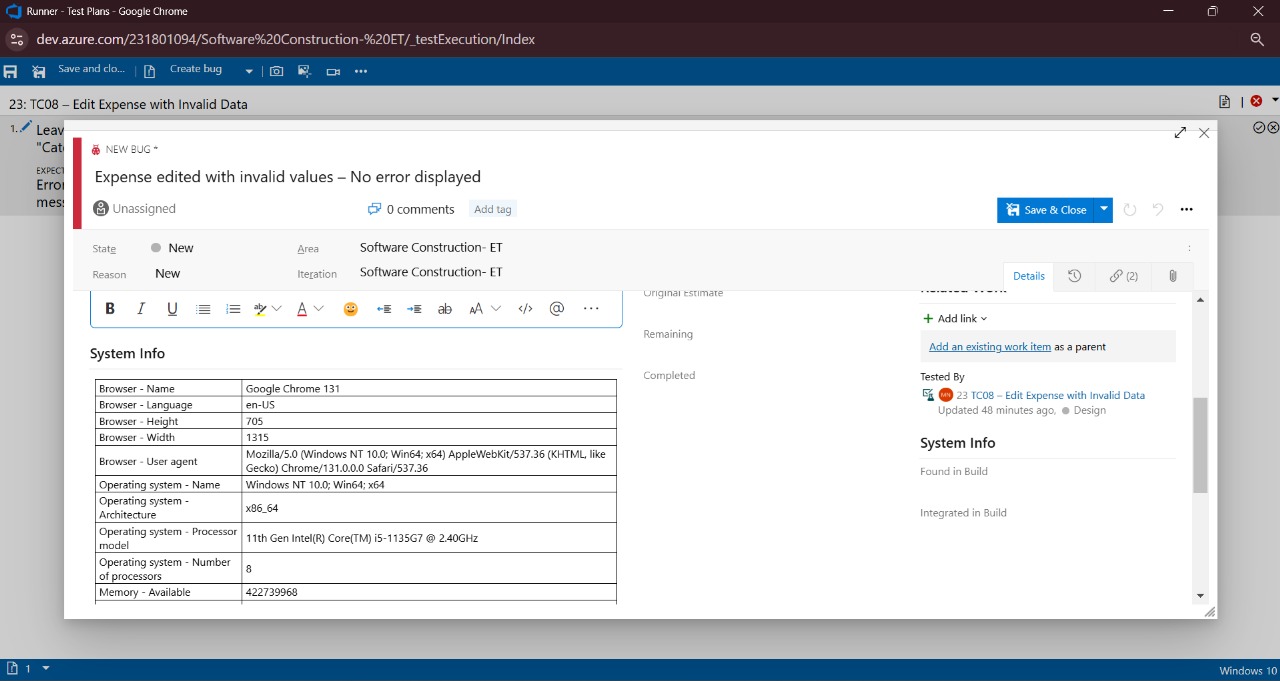 Runner - Test Plans - Google Chrome
dev.azure.com/231801094/Software%20Construction-%20ET/_testExecution/Index
Save and clo... Create bug
23: TC08 – Edit Expense with Invalid Data
1. Leav
"Cat
EXPECT
Error
mess
NEW BUG *
Expense edited with invalid values – No error displayed
Unassigned
0 comments
Add tag
Save & Close
State New
Area Software Construction- ET
Reason New
Iteration Software Construction- ET
Details
(2)
B I U A ab AA </> @
System Info
Browser - Name Google Chrome 131
Browser - Language en-US
Browser - Height 705
Browser - Width 1315
Browser - User agent Mozilla/5.0 (Windows NT 10.0; Win64; x64) AppleWebKit/537.36 (KHTML, like
Gecko) Chrome/131.0.0.0 Safari/537.36
Operating system - Name Windows NT 10.0; Win64; x64
Operating system -
Architecture x86_64
Operating system - Processor
model 11th Gen Intel(R) Core(TM) i5-1135G7 @ 2.40GHz
Operating system - Number
of processors 8
Memory - Available 422739968
Original Estimate
Remaining
Completed
Related Work
+ Add link
Add an existing work item as a parent
Tested By
MN 23 TC08 – Edit Expense with Invalid Data
Updated 48 minutes ago, Design
System Info
Found in Build
Integrated in Build
1
Windows 10